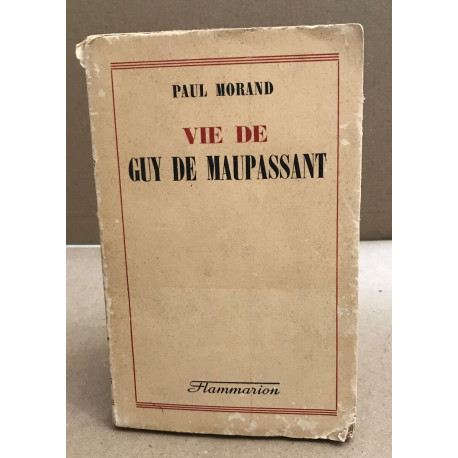 PAUL MORAND
VIE DE
GUY DE MAUPASSANT
Flammarion